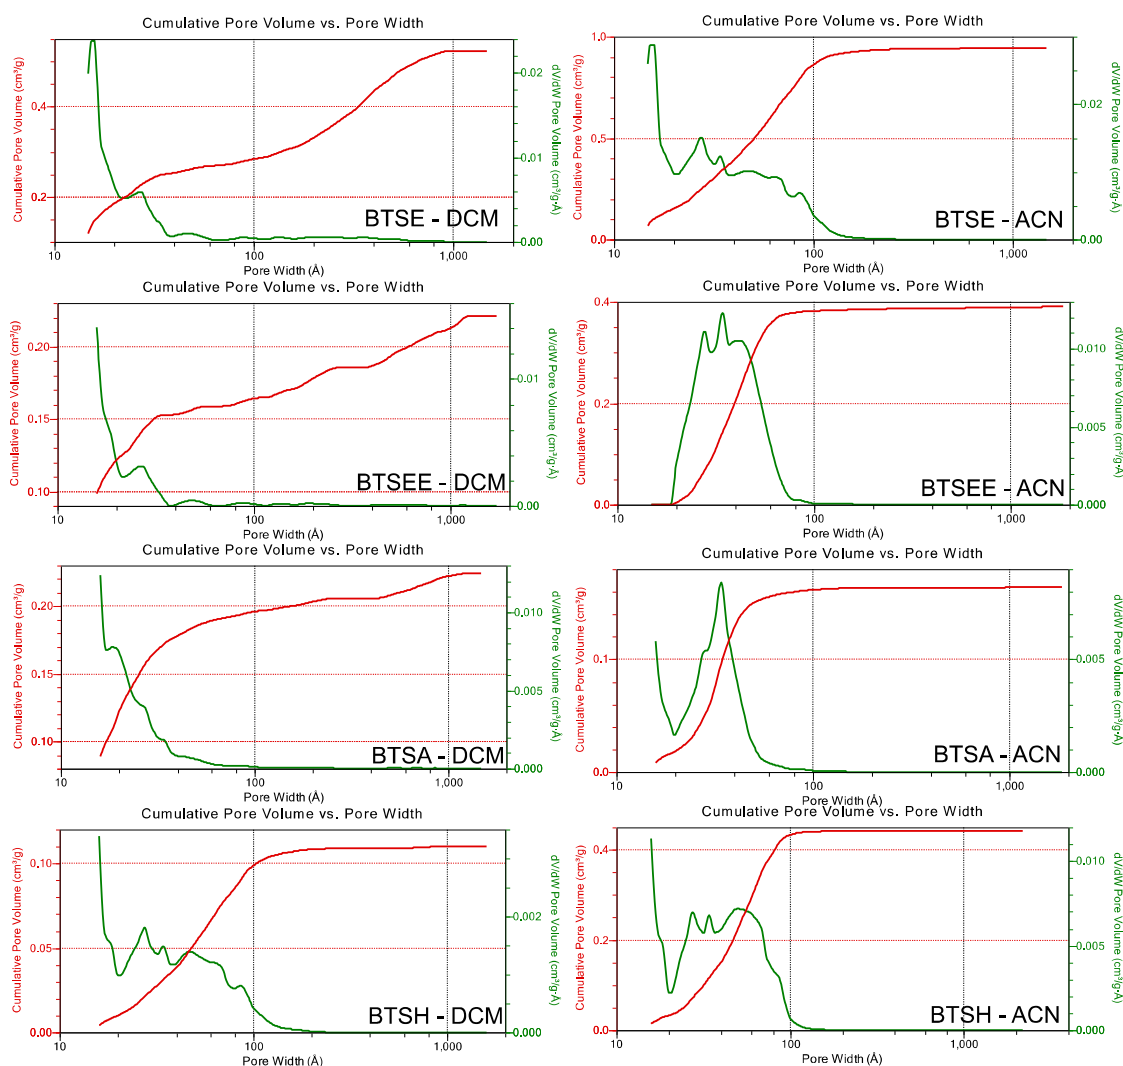 Cumulative Pore Volume vs. Pore Width
Cumulative Pore Volume (cm³/g)
0.4
0.2
dV/dW Pore Volume (cm³/g·Å)
0.02
0.01
0.00
BTSE - DCM
10 100 1,000
Pore Width (Å)
Cumulative Pore Volume vs. Pore Width
Cumulative Pore Volume (cm³/g)
1.0
0.5
0.0
dV/dW Pore Volume (cm³/g·Å)
0.02
0.00
BTSE - ACN
10 100 1,000
Pore Width (Å)
Cumulative Pore Volume vs. Pore Width
Cumulative Pore Volume (cm³/g)
0.20
0.15
0.10
dV/dW Pore Volume (cm³/g·Å)
0.01
0.00
BTSEE - DCM
10 100 1,000
Cumulative Pore Volume vs. Pore Width
Cumulative Pore Volume (cm³/g)
0.4
0.2
0.0
dV/dW Pore Volume (cm³/g·Å)
0.010
0.005
0.000
BTSEE - ACN
10 100 1,000
Cumulative Pore Volume vs. Pore Width
Cumulative Pore Volume (cm³/g)
0.20
0.15
0.10
dV/dW Pore Volume (cm³/g·Å)
0.010
0.005
0.000
BTSA - DCM
10 100 1,000
Pore Width (Å)
Cumulative Pore Volume vs. Pore Width
Cumulative Pore Volume (cm³/g)
0.1
0.0
dV/dW Pore Volume (cm³/g·Å)
0.005
0.000
BTSA - ACN
10 100 1,000
Pore Width (Å)
Cumulative Pore Volume vs. Pore Width
Cumulative Pore Volume (cm³/g)
0.10
0.05
0.00
dV/dW Pore Volume (cm³/g·Å)
0.002
0.000
BTSH - DCM
10 100 1,000
Pore Width (Å)
Cumulative Pore Volume vs. Pore Width
Cumulative Pore Volume (cm³/g)
0.4
0.2
0.0
dV/dW Pore Volume (cm³/g·Å)
0.010
0.005
0.000
BTSH - ACN
10 100 1,000
Pore Width (Å)